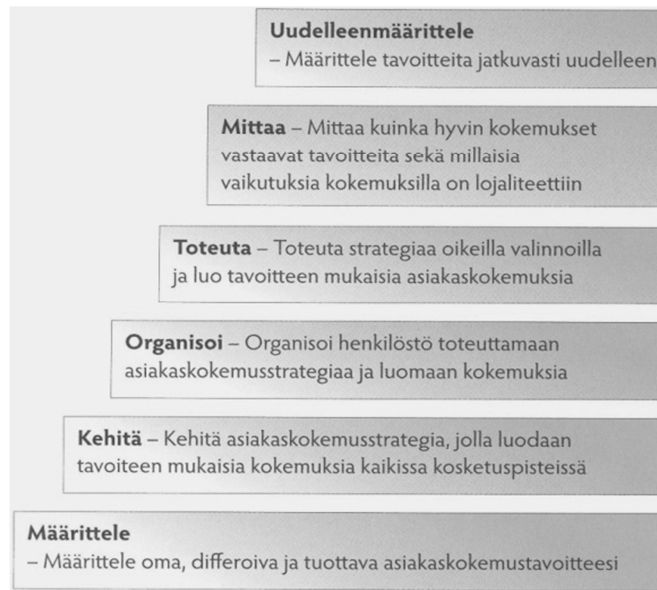 Uudelleenmäärittele
– Määrittele tavoitteita jatkuvasti uudelleen
Mittaa – Mittaa kuinka hyvin kokemukset
vastaavat tavoitteita sekä millaisia
vaikutuksia kokemuksilla on lojaliteettiin
Toteuta – Toteuta strategiaa oikeilla valinnoilla
ja luo tavoitteen mukaisia asiakaskokemuksia
Organisoi – Organisoi henkilöstö toteuttamaan
asiakaskokemusstrategiaa ja luomaan kokemuksia
Kehitä – Kehitä asiakaskokemusstrategia, jolla luodaan
tavoiteen mukaisia kokemuksia kaikissa kosketuspisteissä
Määrittele
– Määrittele oma, differoiva ja tuottava asiakaskokemustavoitteesi